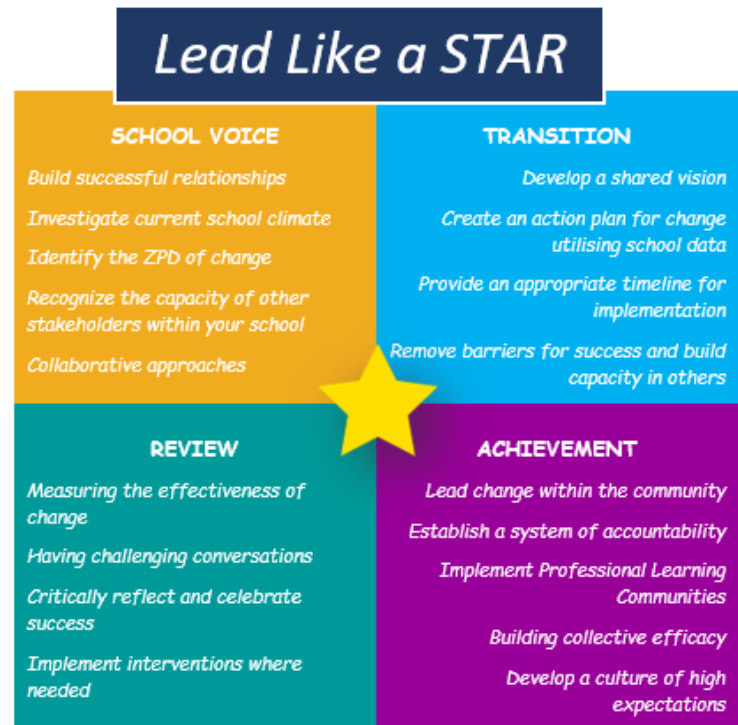 Lead Like a STAR
SCHOOL VOICE
Build successful relationships
Investigate current school climate
Identify the ZPD of change
Recognize the capacity of other
stakeholders within your school
Collaborative approaches
TRANSITION
Develop a shared vision
Create an action plan for change
utilising school data
Provide an appropriate timeline for
implementation
Remove barriers for success and build
capacity in others
REVIEW
Measuring the effectiveness of
change
Having challenging conversations
Critically reflect and celebrate
success
Implement interventions where
needed
ACHIEVEMENT
Lead change within the community
Establish a system of accountability
Implement Professional Learning
Communities
Building collective efficacy
Develop a culture of high
expectations